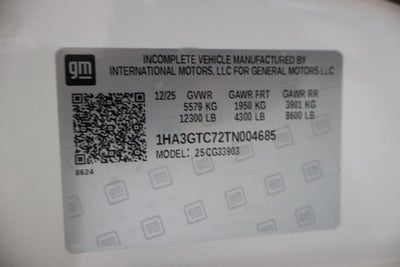 gm
INCOMPLETE VEHICLE MANUFACTURED BY
INTERNATIONAL MOTORS, LLC FOR GENERAL MOTORS LLC
12/25 GVWR GAWR FRT GAWR RR
5579 KG 1950 KG 3901 KG
12300 LB 4300 LB 8600 LB
1HA3GTC72TN004685
MODEL: 25CG33903
8624